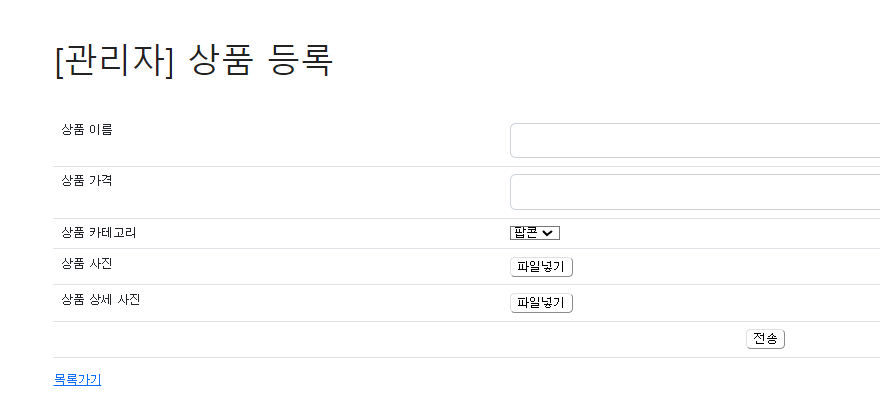 [관리자] 상품 등록
상품 이름
상품 가격
상품 카테고리
팝콘
상품 사진
파일넣기
상품 상세 사진
파일넣기
전송
목록가기